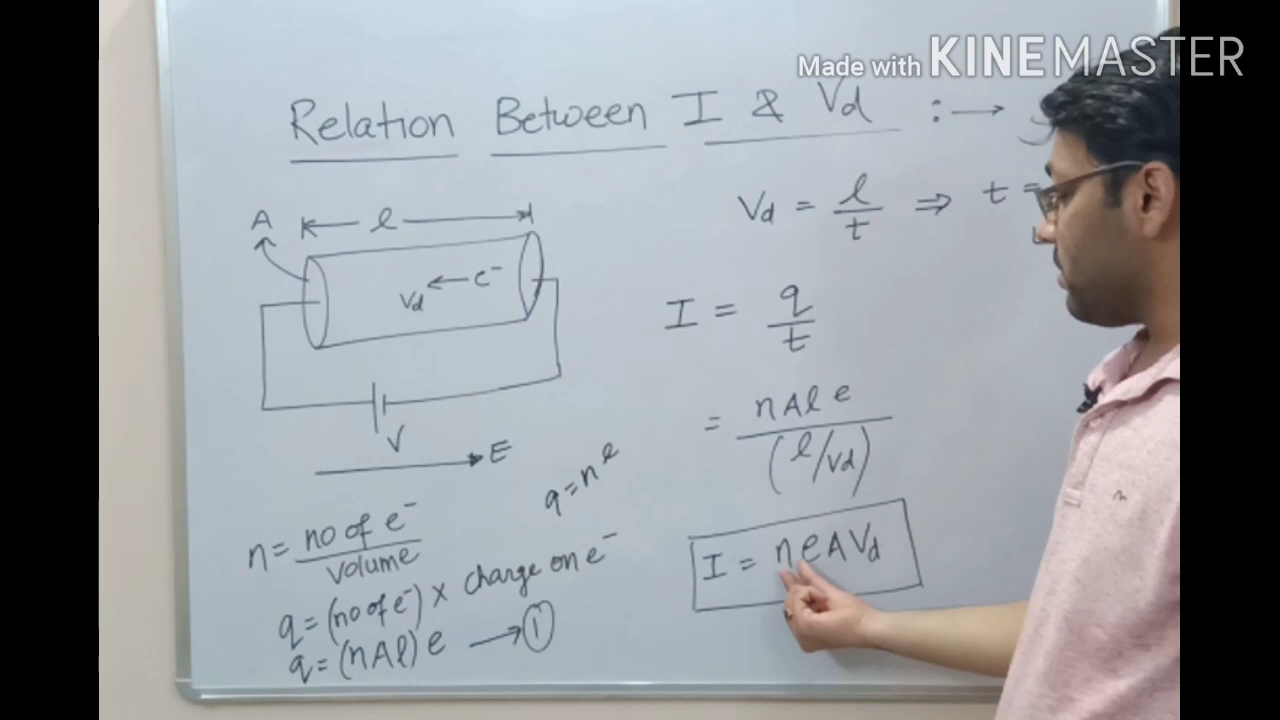 Made with KINEMASTER
Relation Between I & Vd : →
A
l
Vd ← e⁻
V
→ E
n = no of e⁻ / volume
q = (no of e⁻) × charge on e⁻
q = (nAl) e → ①
q = n e
Vd = l / t ⇒ t =
I = q / t
= nAl e / (l/vd)
I = neAVd